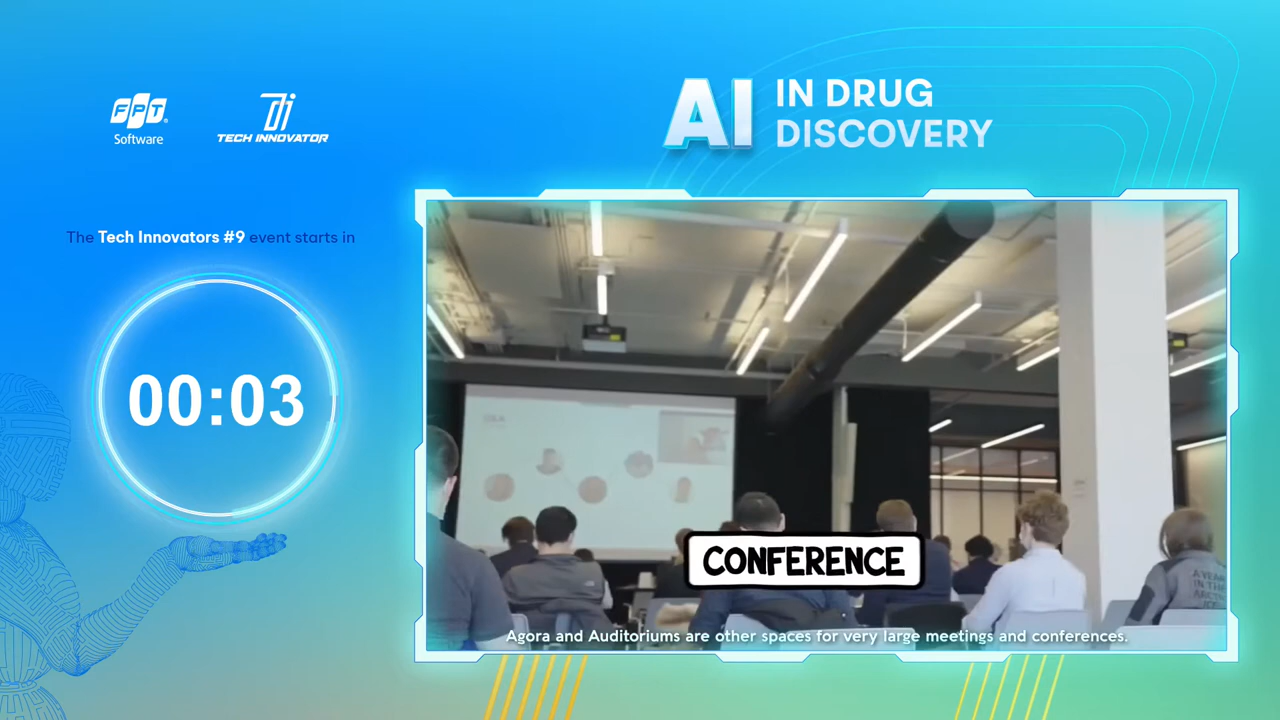 FPT
Software
TECH INNOVATOR
AI IN DRUG
DISCOVERY
The Tech Innovators #9 event starts in
00:03
CONFERENCE
Agora and Auditoriums are other spaces for very large meetings and conferences.